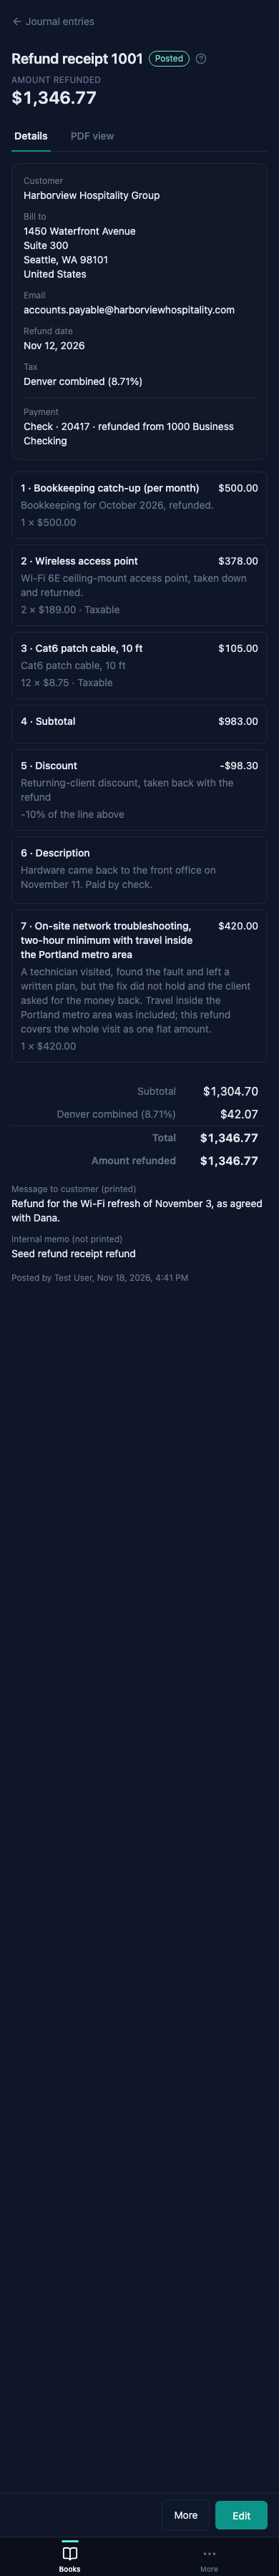 Journal entries
Refund receipt 1001 Posted
AMOUNT REFUNDED
$1,346.77
Details PDF view
Customer
Harborview Hospitality Group
Bill to
1450 Waterfront Avenue
Suite 300
Seattle, WA 98101
United States
Email
accounts.payable@harborviewhospitality.com
Refund date
Nov 12, 2026
Tax
Denver combined (8.71%)
Payment
Check · 20417 · refunded from 1000 Business
Checking
1 · Bookkeeping catch-up (per month) $500.00
Bookkeeping for October 2026, refunded.
1 × $500.00
2 · Wireless access point $378.00
Wi-Fi 6E ceiling-mount access point, taken down
and returned.
2 × $189.00 · Taxable
3 · Cat6 patch cable, 10 ft $105.00
Cat6 patch cable, 10 ft
12 × $8.75 · Taxable
4 · Subtotal $983.00
5 · Discount -$98.30
Returning-client discount, taken back with the
refund
-10% of the line above
6 · Description
Hardware came back to the front office on
November 11. Paid by check.
7 · On-site network troubleshooting, $420.00
two-hour minimum with travel inside
the Portland metro area
A technician visited, found the fault and left a
written plan, but the fix did not hold and the client
asked for the money back. Travel inside the
Portland metro area was included; this refund
covers the whole visit as one flat amount.
1 × $420.00
Subtotal $1,304.70
Denver combined (8.71%) $42.07
Total $1,346.77
Amount refunded $1,346.77
Message to customer (printed)
Refund for the Wi-Fi refresh of November 3, as agreed
with Dana.
Internal memo (not printed)
Seed refund receipt refund
Posted by Test User, Nov 18, 2026, 4:41 PM
More Edit
Books More